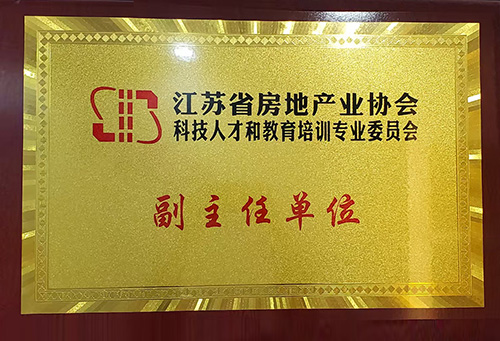 江苏省房地产业协会
科技人才和教育培训专业委员会
副主任单位